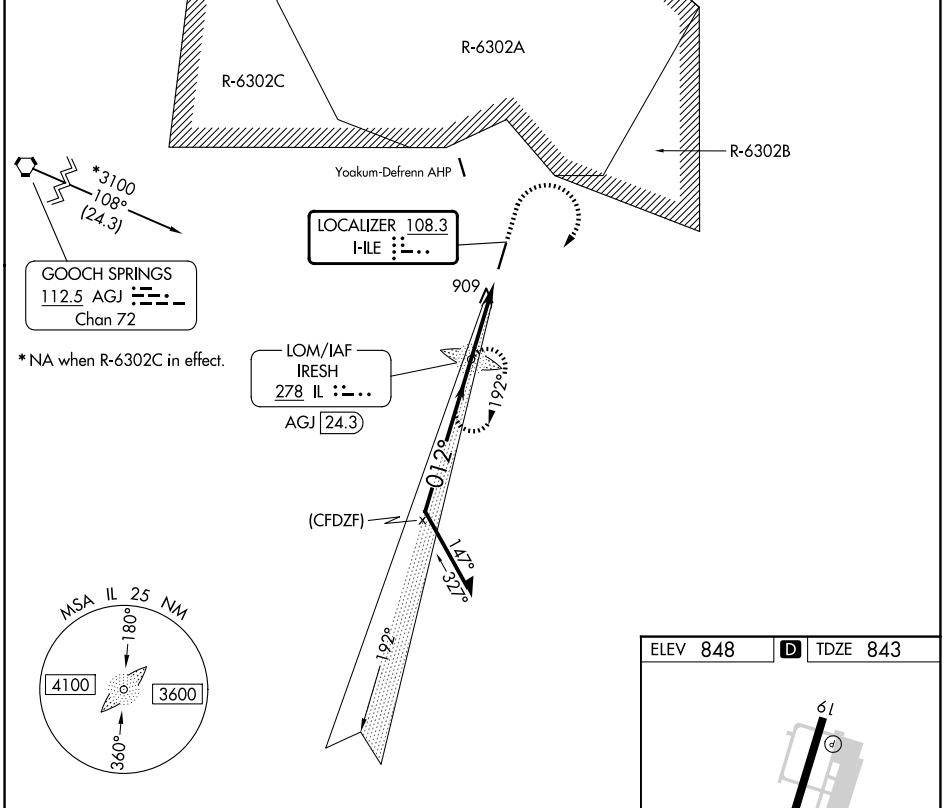 R-6302A
R-6302C
R-6302B
Yoakum-Defrenn AHP
*3100
108°
(24.3)
LOCALIZER 108.3
I-ILE
GOOCH SPRINGS
112.5 AGJ
Chan 72
909
*NA when R-6302C in effect.
LOM/IAF
IRESH
278 IL
AGJ 24.3
192°
012°
(CFDZF)
147°
327°
192°
MSA IL 25 NM
180°
4100
3600
360°
ELEV 848
D
TDZE 843
19
P